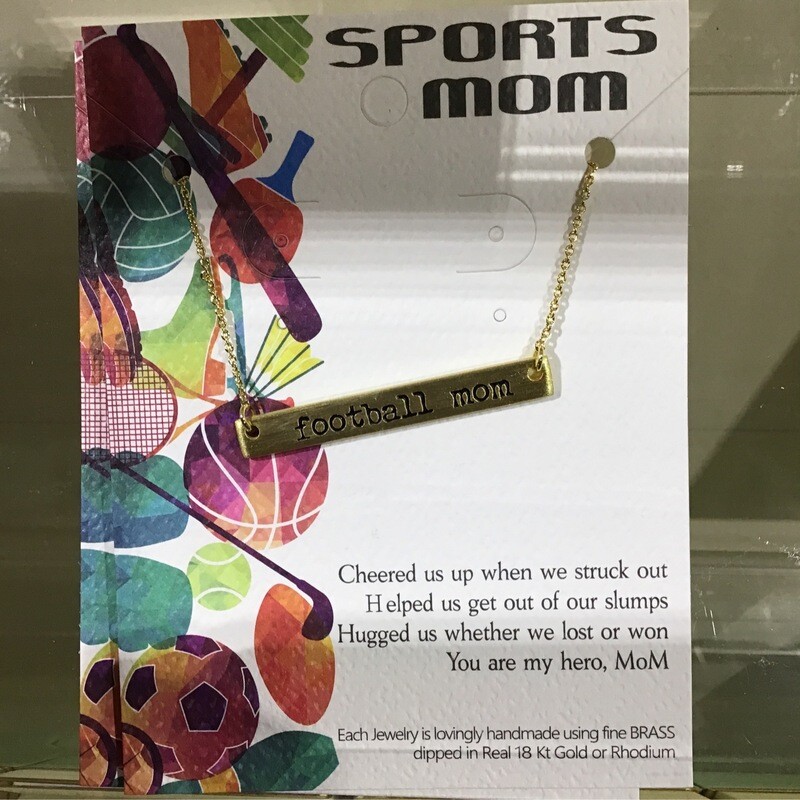 SPORTS
mom
football mom
Cheered us up when we struck out
Helped us get out of our slumps
Hugged us whether we lost or won
You are my hero, MoM
Each Jewelry is lovingly handmade using fine BRASS
dipped in Real 18 Kt Gold or Rhodium